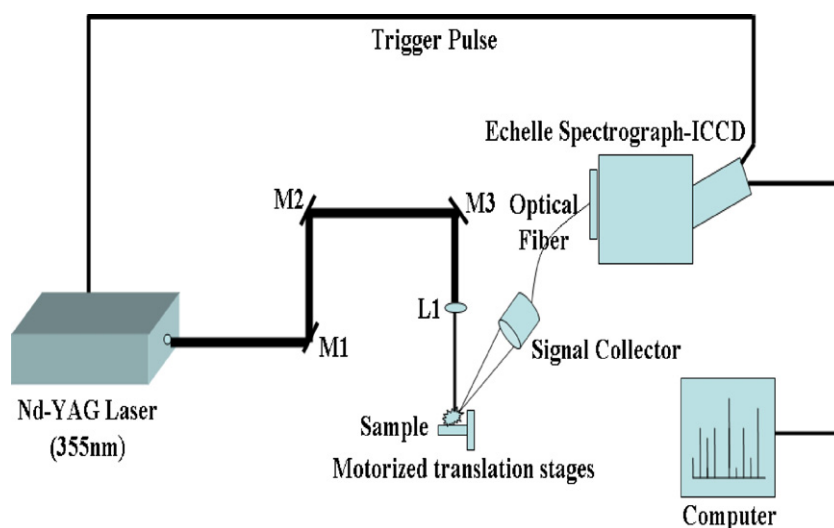 Trigger Pulse
Echelle Spectrograph-ICCD
M2
M3
Optical
Fiber
L1
M1
Signal Collector
Nd-YAG Laser
(355nm)
Sample
Motorized translation stages
Computer